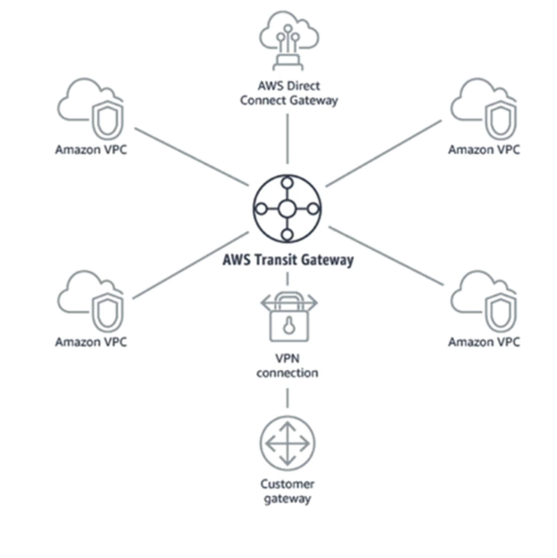 AWS Direct
Connect Gateway
Amazon VPC
Amazon VPC
AWS Transit Gateway
Amazon VPC
Amazon VPC
VPN
connection
Customer
gateway